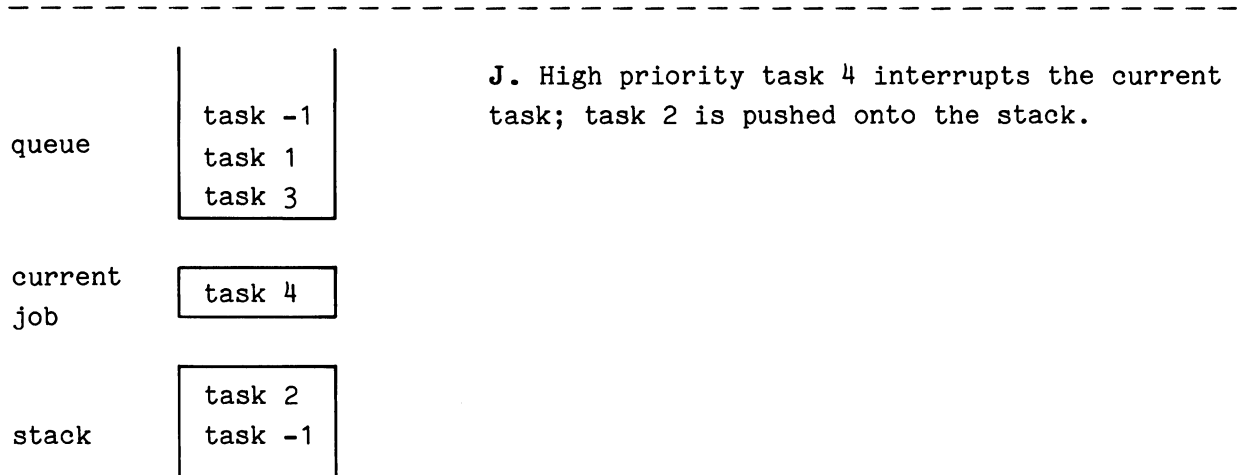 J. High priority task 4 interrupts the current
task; task 2 is pushed onto the stack.
queue
task -1
task 1
task 3
current
job
task 4
stack
task 2
task -1